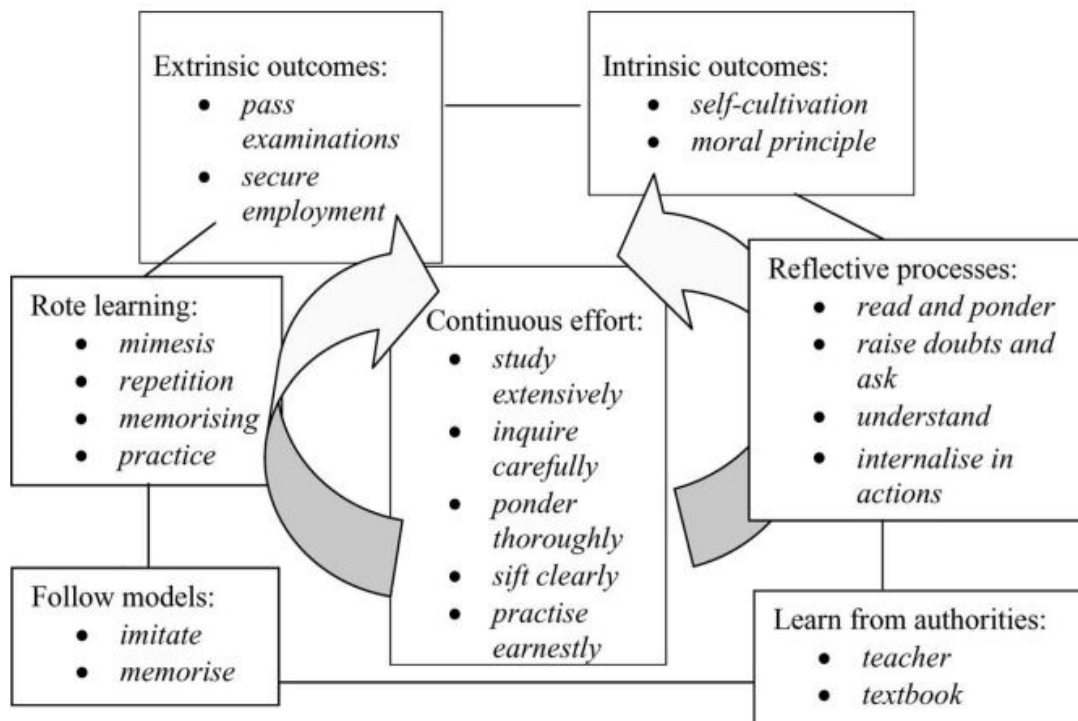 Extrinsic outcomes:
● pass
examinations
● secure
employment
Intrinsic outcomes:
● self-cultivation
● moral principle
Rote learning:
● mimesis
● repetition
● memorising
● practice
Continuous effort:
● study
extensively
● inquire
carefully
● ponder
thoroughly
● sift clearly
● practise
earnestly
Reflective processes:
● read and ponder
● raise doubts and
ask
● understand
● internalise in
actions
Follow models:
● imitate
● memorise
Learn from authorities:
● teacher
● textbook